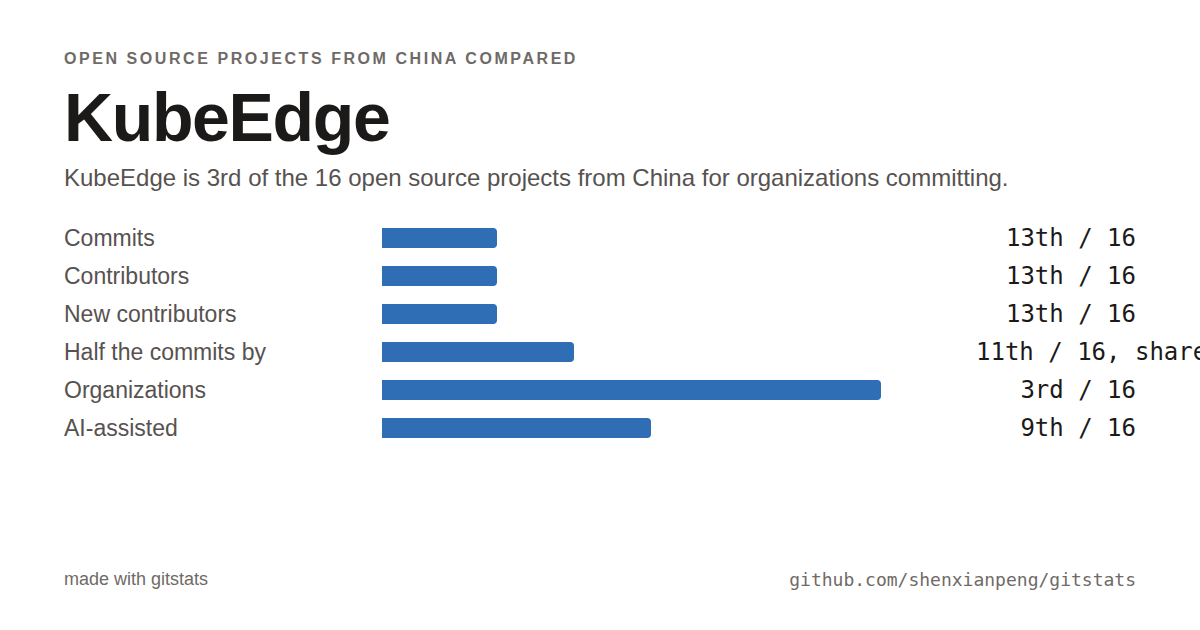 OPEN SOURCE PROJECTS FROM CHINA COMPARED
KubeEdge
KubeEdge is 3rd of the 16 open source projects from China for organizations committing.
Commits 13th / 16
Contributors 13th / 16
New contributors 13th / 16
Half the commits by 11th / 16, share
Organizations 3rd / 16
AI-assisted 9th / 16
made with gitstats github.com/shenxianpeng/gitstats